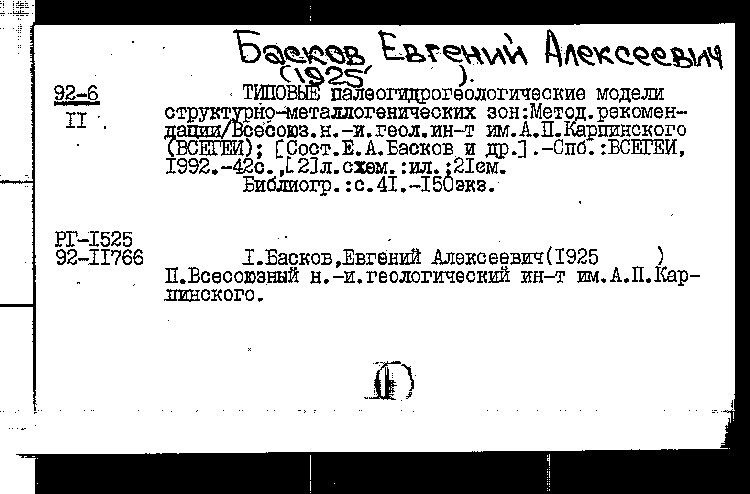 Басков Евгений Алексеевич
(1925 ).
92-6
II
ТИПОВЫЕ палеогидрогеологические модели
структурно-металлогенических зон:Метод.рекомен-
дации/Всесоюз.н.-и.геол.ин-т им.А.П.Карпинского
(ВСЕГЕИ); [Сост.Е.А.Басков и др.].-Спб.:ВСЕГЕИ,
1992.-42с.,[2]л.схем.:ил.;21см.
Библиогр.:с.41.-150экз.
РГ-1525
92-11766
I.Басков,Евгений Алексеевич(1925 )
П.Всесоюзный н.-и.геологический ин-т им.А.П.Кар-
пинского.